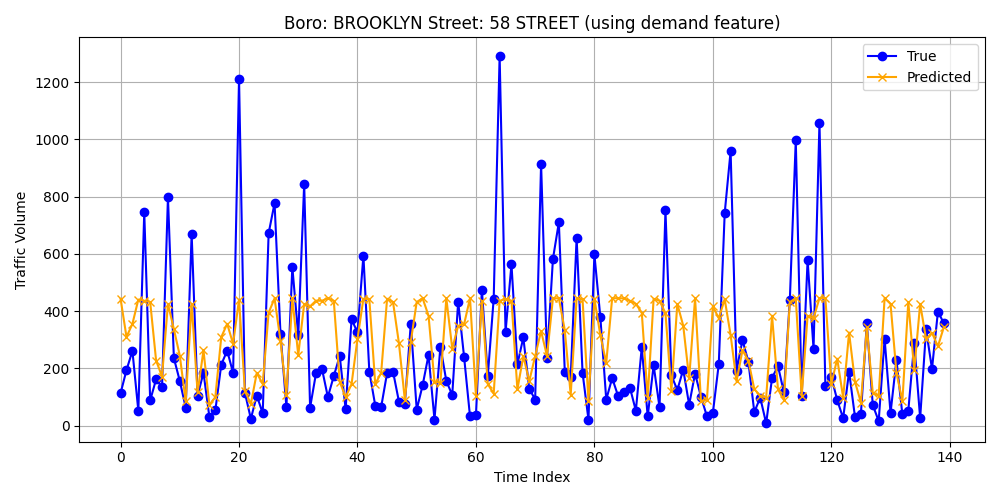 Boro: BROOKLYN Street: 58 STREET (using demand feature)
True
Predicted
Traffic Volume
1200
1000
800
600
400
200
0
0 20 40 60 80 100 120 140
Time Index